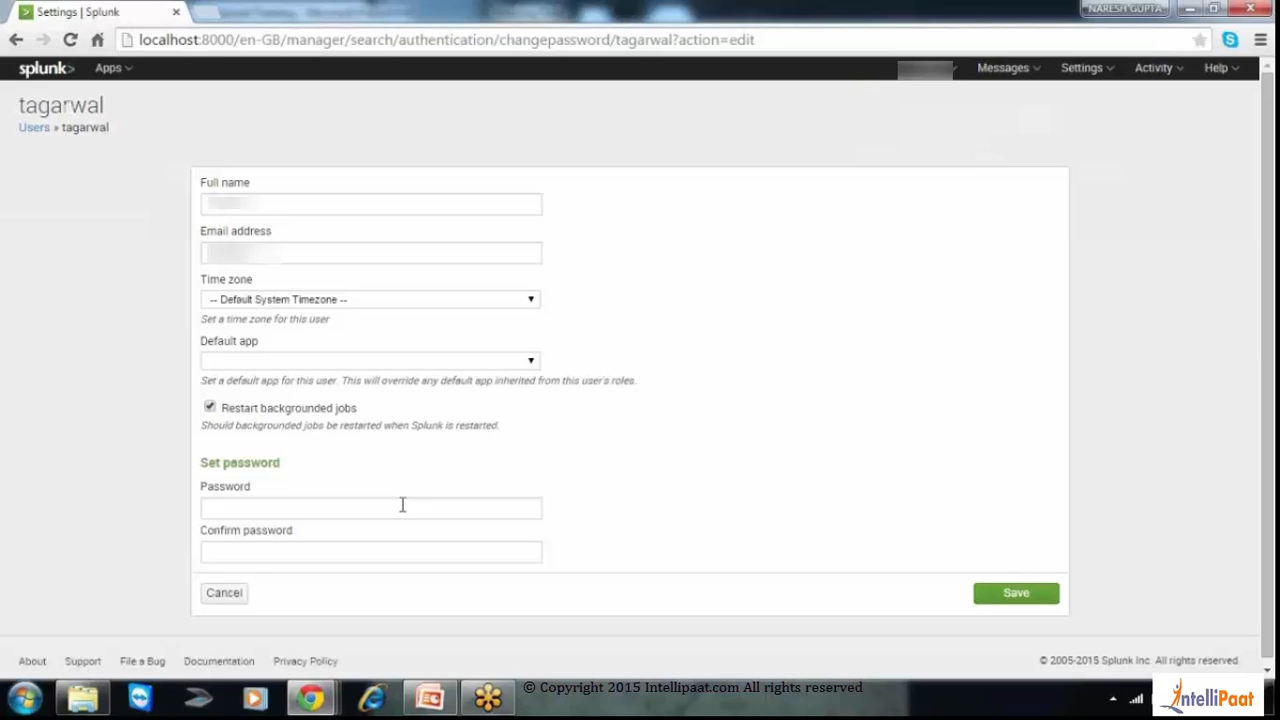 Settings | Splunk
NARESH GUPTA
localhost:8000/en-GB/manager/search/authentication/changepassword/tagarwal?action=edit
splunk> Apps Messages Settings Activity Help
tagarwal
Users » tagarwal
Full name
Email address
Time zone
-- Default System Timezone --
Set a time zone for this user
Default app
Set a default app for this user. This will override any default app inherited from this user's roles.
Restart backgrounded jobs
Should backgrounded jobs be restarted when Splunk is restarted.
Set password
Password
Confirm password
Cancel Save
About Support File a Bug Documentation Privacy Policy © 2005-2015 Splunk Inc. All rights reserved.
© Copyright 2015 Intellipaat.com All rights reserved
IntelliPaat